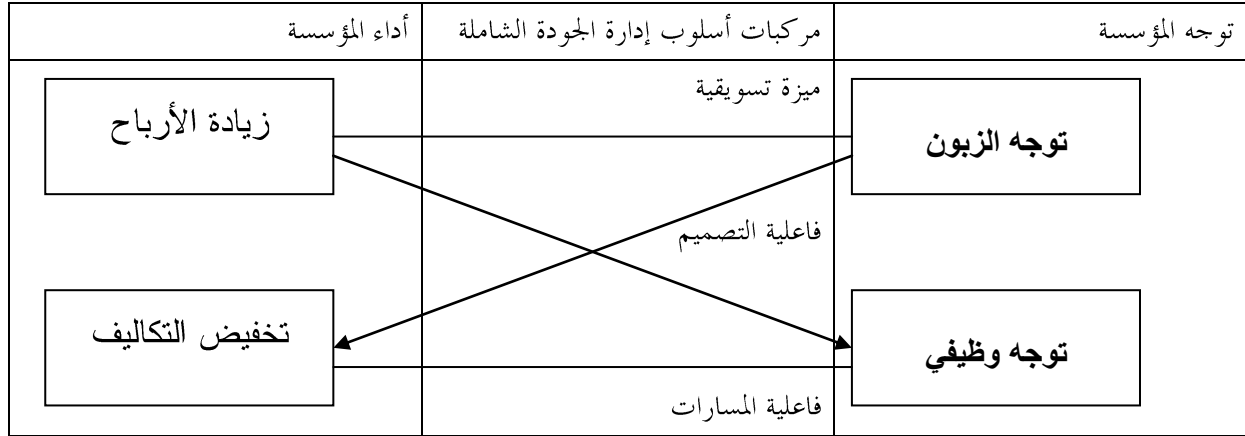 توجه المؤسسة
مركبات أسلوب إدارة الجودة الشاملة
أداء المؤسسة
ميزة تسويقية
توجه الزبون
زيادة الأرباح
فاعلية التصميم
توجه وظيفي
تخفيض التكاليف
فاعلية المسارات